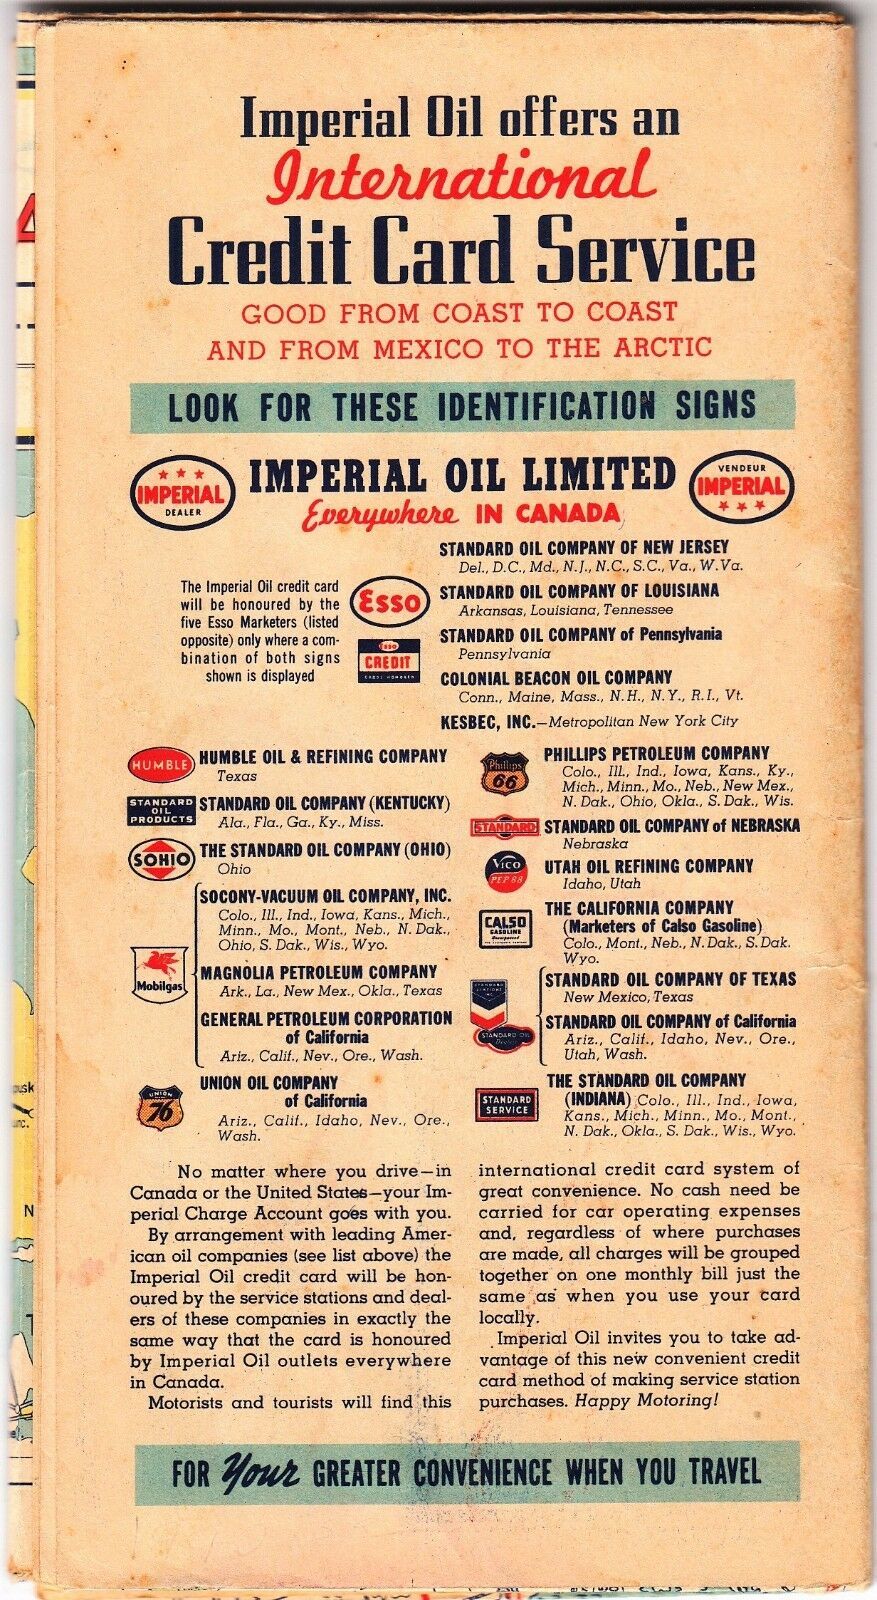 Imperial Oil offers an
International
Credit Card Service
GOOD FROM COAST TO COAST
AND FROM MEXICO TO THE ARCTIC
LOOK FOR THESE IDENTIFICATION SIGNS
IMPERIAL
DEALER
IMPERIAL OIL LIMITED
Everywhere IN CANADA
VENDEUR
IMPERIAL
The Imperial Oil credit card
will be honoured by the
five Esso Marketers (listed
opposite) only where a com-
bination of both signs
shown is displayed
Esso
Esso
CREDIT
STANDARD OIL COMPANY OF NEW JERSEY
Del., D.C., Md., N.J., N.C., S.C., Va., W.Va.
STANDARD OIL COMPANY OF LOUISIANA
Arkansas, Louisiana, Tennessee
STANDARD OIL COMPANY of Pennsylvania
Pennsylvania
COLONIAL BEACON OIL COMPANY
Conn., Maine, Mass., N.H., N.Y., R.I., Vt.
KESBEC, INC.—Metropolitan New York City
HUMBLE
HUMBLE OIL & REFINING COMPANY
Texas
STANDARD
OIL
PRODUCTS
STANDARD OIL COMPANY (KENTUCKY)
Ala., Fla., Ga., Ky., Miss.
SOHIO
THE STANDARD OIL COMPANY (OHIO)
Ohio
Mobilgas
SOCONY-VACUUM OIL COMPANY, INC.
Colo., Ill., Ind., Iowa, Kans., Mich.,
Minn., Mo., Mont., Neb., N. Dak.,
Ohio, S. Dak., Wis., Wyo.
MAGNOLIA PETROLEUM COMPANY
Ark., La., New Mex., Okla., Texas
GENERAL PETROLEUM CORPORATION
of California
Ariz., Calif., Nev., Ore., Wash.
UNION
76
UNION OIL COMPANY
of California
Ariz., Calif., Idaho, Nev., Ore.,
Wash.
Phillips
66
PHILLIPS PETROLEUM COMPANY
Colo., Ill., Ind., Iowa, Kans., Ky.,
Mich., Minn., Mo., Neb., New Mex.,
N. Dak., Ohio, Okla., S. Dak., Wis.
STANDARD
STANDARD OIL COMPANY of NEBRASKA
Nebraska
VICO
PEP 88
UTAH OIL REFINING COMPANY
Idaho, Utah
CALSO
GASOLINE
THE CALIFORNIA COMPANY
(Marketers of Calso Gasoline)
Colo., Mont., Neb., N. Dak., S. Dak.
Wyo.
STANDARD
STATIONS
STANDARD OIL
Dealer
STANDARD OIL COMPANY OF TEXAS
New Mexico, Texas
STANDARD OIL COMPANY of California
Ariz., Calif., Idaho, Nev., Ore.,
Utah, Wash.
STANDARD
SERVICE
THE STANDARD OIL COMPANY
(INDIANA) Colo., Ill., Ind., Iowa,
Kans., Mich., Minn., Mo., Mont.,
N. Dak., Okla., S. Dak., Wis., Wyo.
No matter where you drive—in
Canada or the United States—your Im-
perial Charge Account goes with you.
By arrangement with leading Amer-
ican oil companies (see list above) the
Imperial Oil credit card will be hon-
oured by the service stations and deal-
ers of these companies in exactly the
same way that the card is honoured
by Imperial Oil outlets everywhere
in Canada.
Motorists and tourists will find this
international credit card system of
great convenience. No cash need be
carried for car operating expenses
and, regardless of where purchases
are made, all charges will be grouped
together on one monthly bill just the
same as when you use your card
locally.
Imperial Oil invites you to take ad-
vantage of this new convenient credit
card method of making service station
purchases. Happy Motoring!
FOR Your GREATER CONVENIENCE WHEN YOU TRAVEL